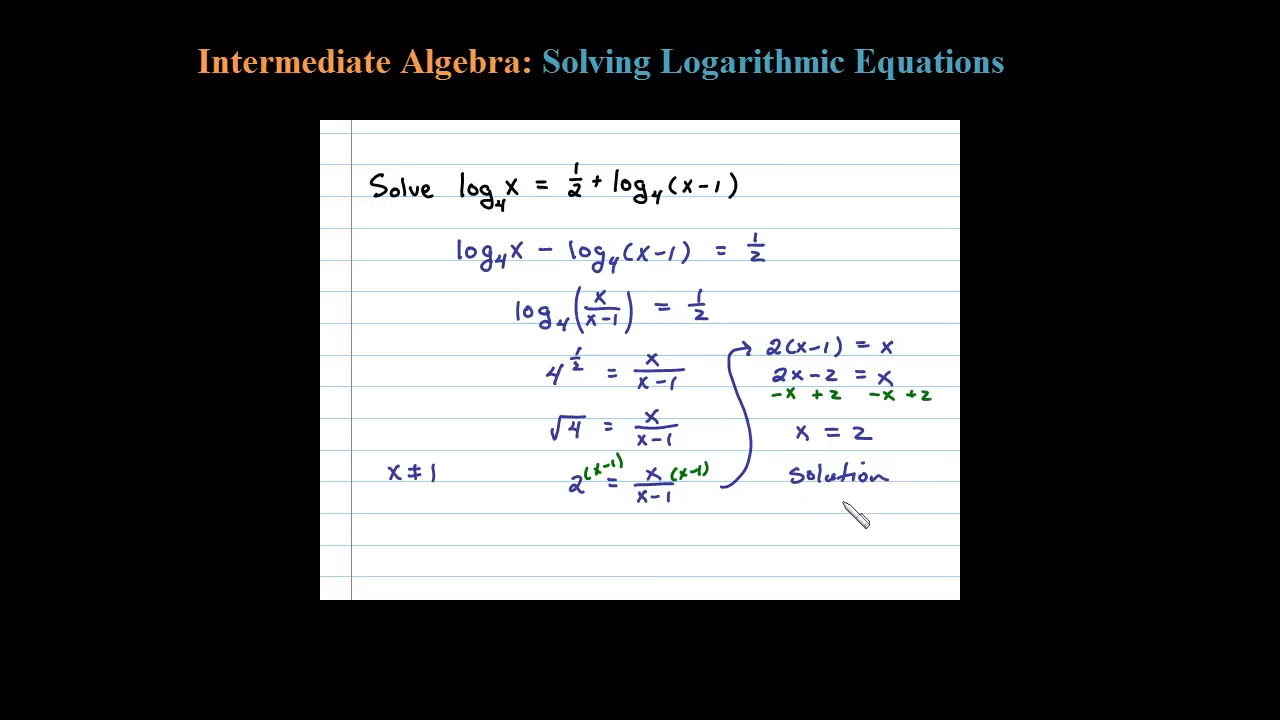 Intermediate Algebra: Solving Logarithmic Equations
Solve log₄x = 1/2 + log₄(x-1)
log₄x - log₄(x-1) = 1/2
log₄(x/(x-1)) = 1/2
4^(1/2) = x/(x-1)
√4 = x/(x-1)
x ≠ 1
2(x-1) = x/(x-1) (x-1)
2(x-1) = x
2x-2 = x
-x +2 -x +2
x = 2
solution